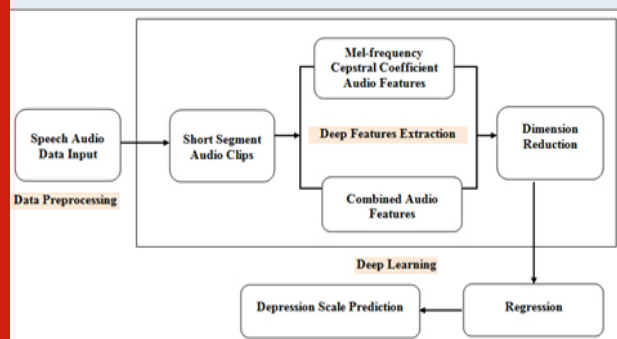 Mel-frequency
Cepstral Coefficient
Audio Features
Speech Audio
Data Input
Short Segment
Audio Clips
Deep Features Extraction
Dimension
Reduction
Data Preprocessing
Combined Audio
Features
Deep Learning
Depression Scale Prediction
Regression